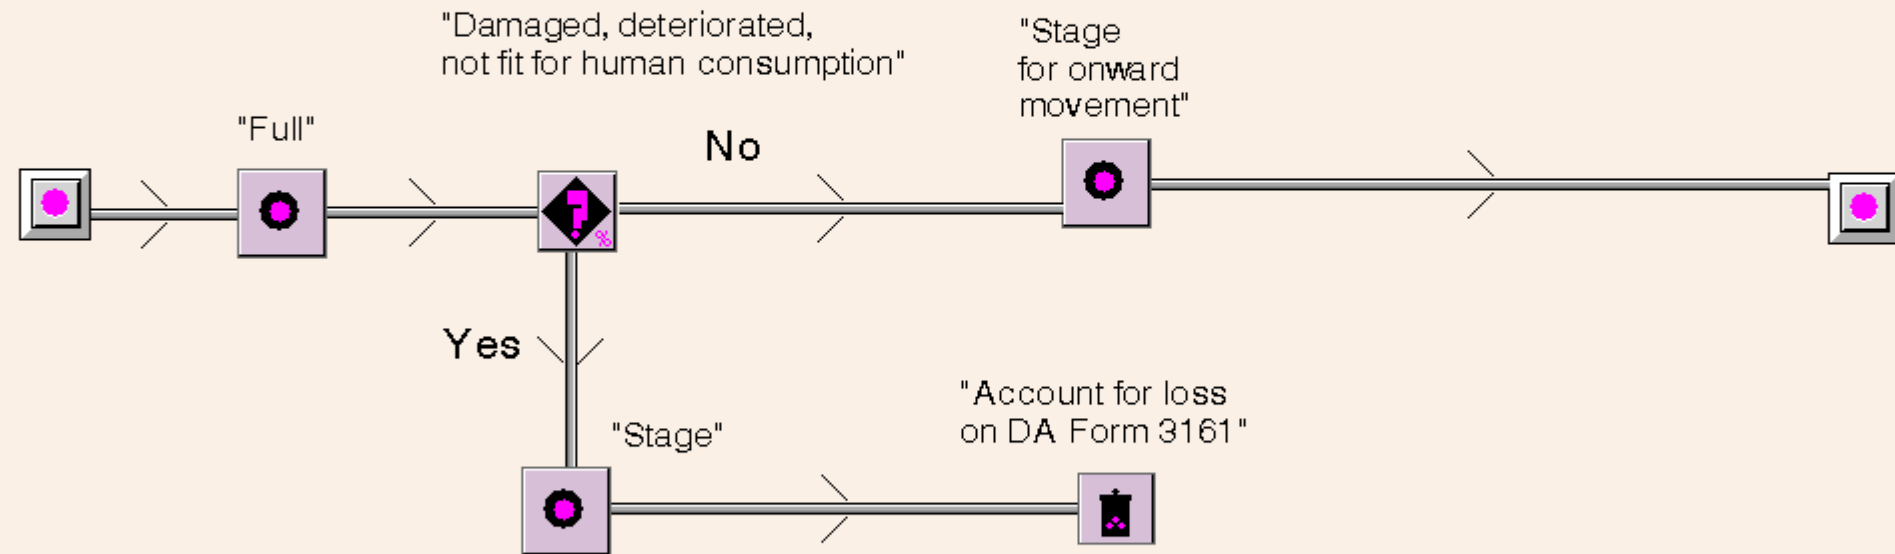 "Damaged, deteriorated,
not fit for human consumption"
"Stage
for onward
movement"
"Full"
No
?
%
Yes
"Stage"
"Account for loss
on DA Form 3161"